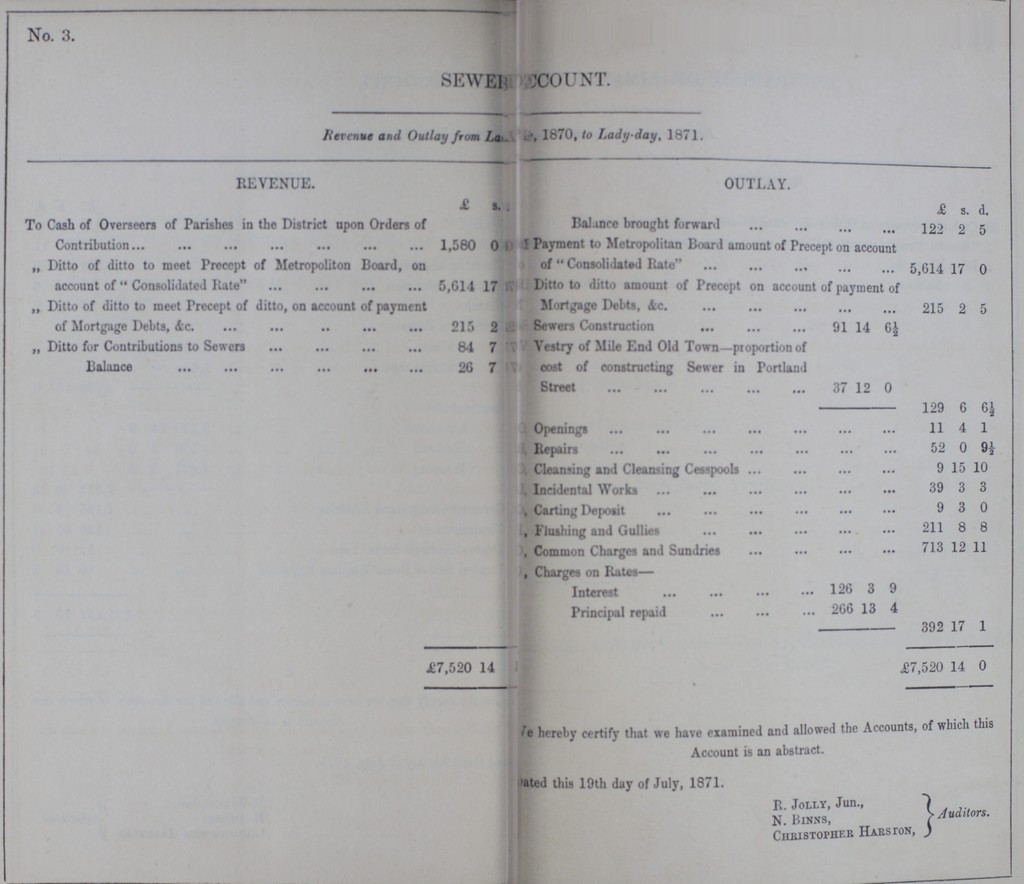 No. 3.
SEWER ACCOUNT.
Revenue and Outlay from 1870, to Lady-day, 1871.
REVENUE.
£ s.
To Cash of Overseers of Parishes in the District upon Orders of
Contribution... ... ... ... ... ... ... 1,580 0
„ Ditto of ditto to meet Precept of Metropoliton Board, on
account of "Consolidated Rate" ... ... ... ... 5,614 17
„ Ditto of ditto to meet Precept of ditto, on account of payment
of Mortgage Debts, &c. ... ... .. ... ... 215 2
„ Ditto for Contributions to Sewers ... ... ... ... 84 7
Balance ... ... ... ... ... ... 26 7
£7,520 14
OUTLAY.
£ s. d.
Balance brought forward ... ... ... ... 122 2 5
Payment to Metropolitan Board amount of Precept on account
of "Consolidated Rate" ... ... ... ... ... 5,614 17 0
Ditto to ditto amount of Precept on account of payment of
Mortgage Debts, &c. ... ... ... ... ... 215 2 5
Sewers Construction ... ... ... 91 14 6½
Vestry of Mile End Old Town—proportion of
cost of constructing Sewer in Portland
Street ... ... ... ... ... 37 12 0
129 6 6½
Openings ... ... ... ... ... ... ... 11 4 1
Repairs ... ... ... ... ... ... ... 52 0 9½
Cleansing and Cleansing Cesspools ... ... ... ... 9 15 10
Incidental Works ... ... ... ... ... ... 39 3 3
, Carting Deposit ... ... ... ... ... ... 9 3 0
, Flushing and Gullies ... ... ... ... ... 211 8 8
, Common Charges and Sundries ... ... ... ... 713 12 11
, Charges on Rates—
Interest ... ... ... ... 126 3 9
Principal repaid ... ... ... 266 13 4
392 17 1
£7,520 14 0
hereby certify that we have examined and allowed the Accounts, of which this
Account is an abstract.
ated this 19th day of July, 1871.
R. JOLLY, Jun.,
N. BINNS,
CHRISTOPHER HARSTON,
} Auditors.